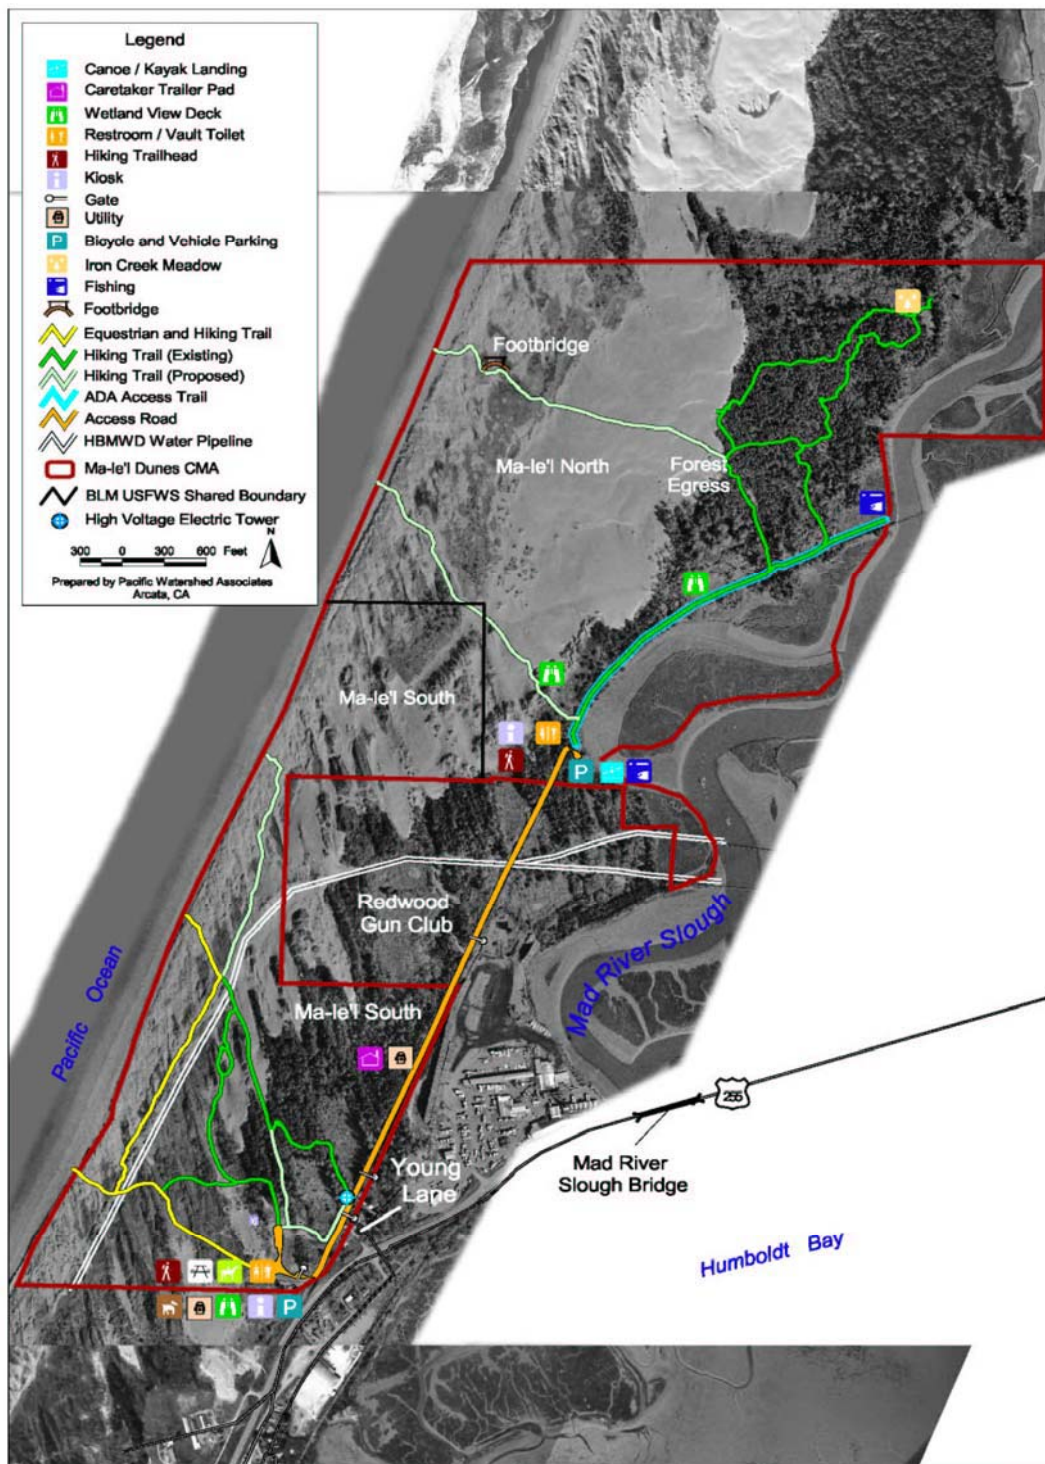 Legend
Canoe / Kayak Landing
Caretaker Trailer Pad
Wetland View Deck
Restroom / Vault Toilet
Hiking Trailhead
Kiosk
Gate
Utility
P
Bicycle and Vehicle Parking
Iron Creek Meadow
Fishing
Footbridge
Equestrian and Hiking Trail
Hiking Trail (Existing)
Hiking Trail (Proposed)
ADA Access Trail
Access Road
HBMWD Water Pipeline
Ma-le'l Dunes CMA
BLM USFWS Shared Boundary
High Voltage Electric Tower
N
300 0 300 600 Feet
Prepared by Pacific Watershed Associates
Arcata, CA
Footbridge
Ma-le'l North
Forest
Egress
Ma-le'l South
P
Redwood
Gun Club
Mad River Slough
Pacific Ocean
Ma-le'l South
255
Young
Lane
Mad River
Slough Bridge
Humboldt Bay
P